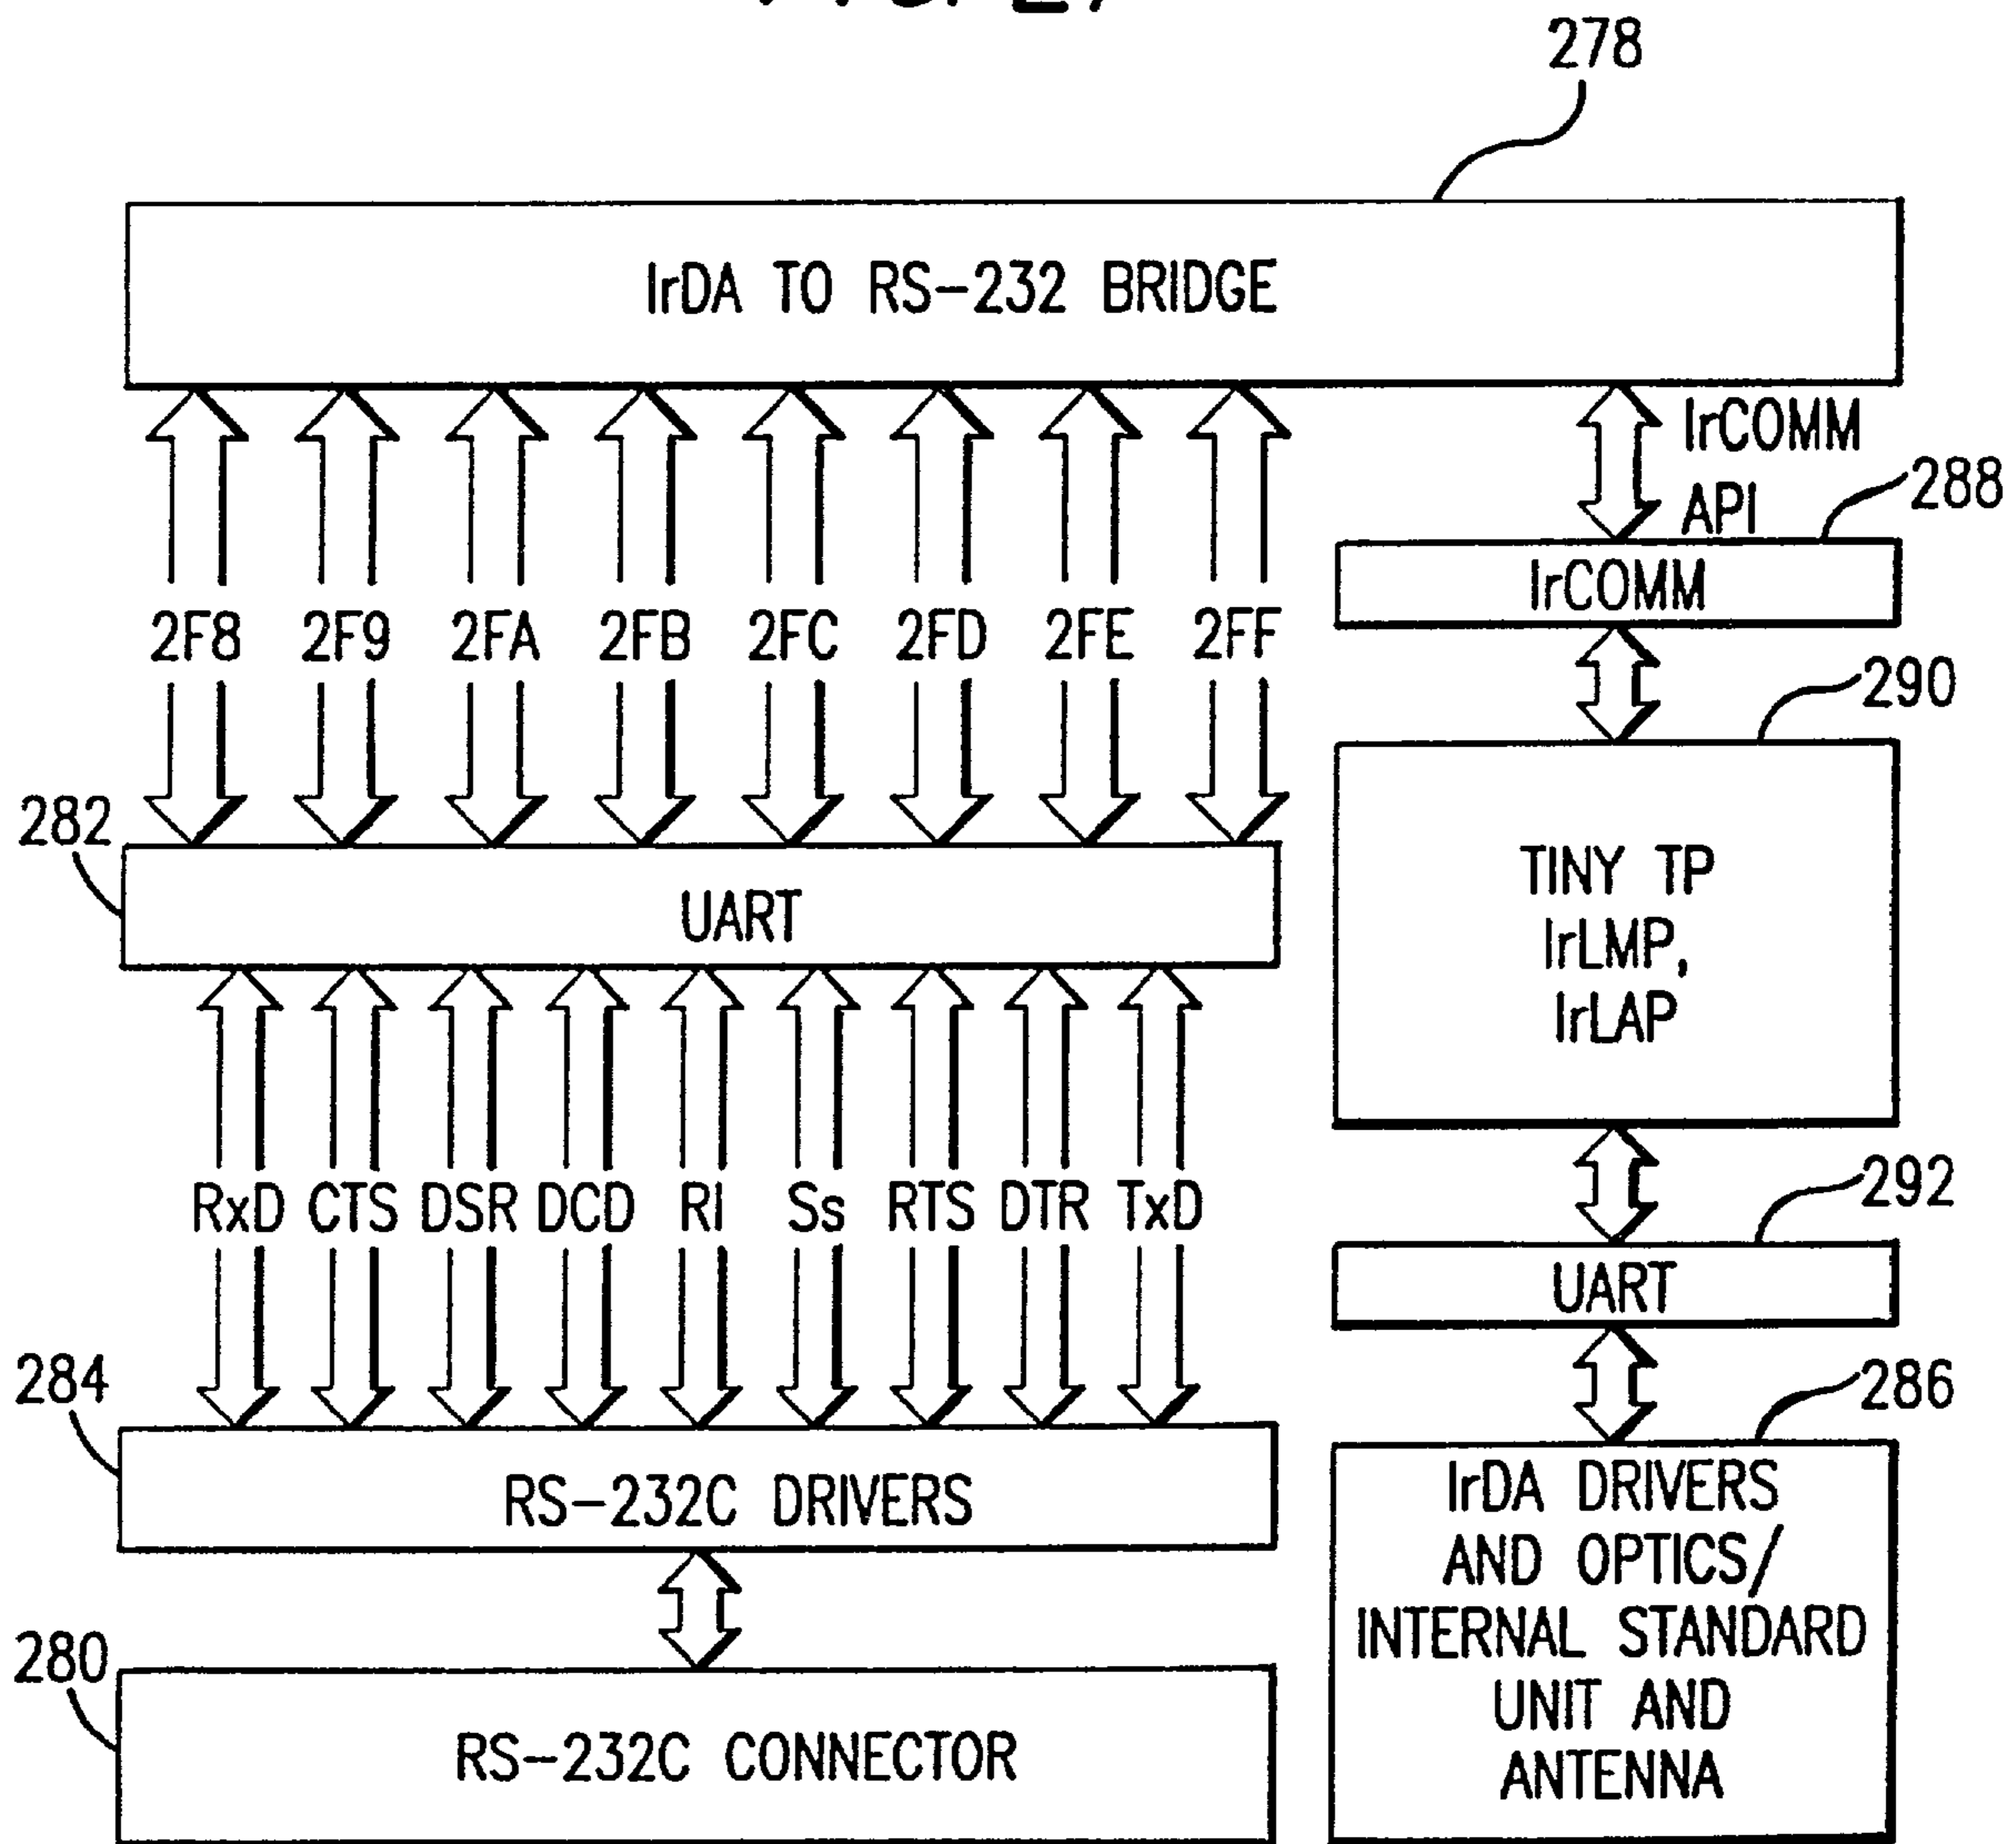 278
IrDA TO RS-232 BRIDGE
IrCOMM
API
288
IrCOMM
2F8 2F9 2FA 2FB 2FC 2FD 2FE 2FF
290
282
UART
TINY TP
IrLMP,
IrLAP
RxD CTS DSR DCD RI Ss RTS DTR TxD
292
UART
284
RS-232C DRIVERS
286
IrDA DRIVERS
AND OPTICS/
INTERNAL STANDARD
UNIT AND
ANTENNA
280
RS-232C CONNECTOR